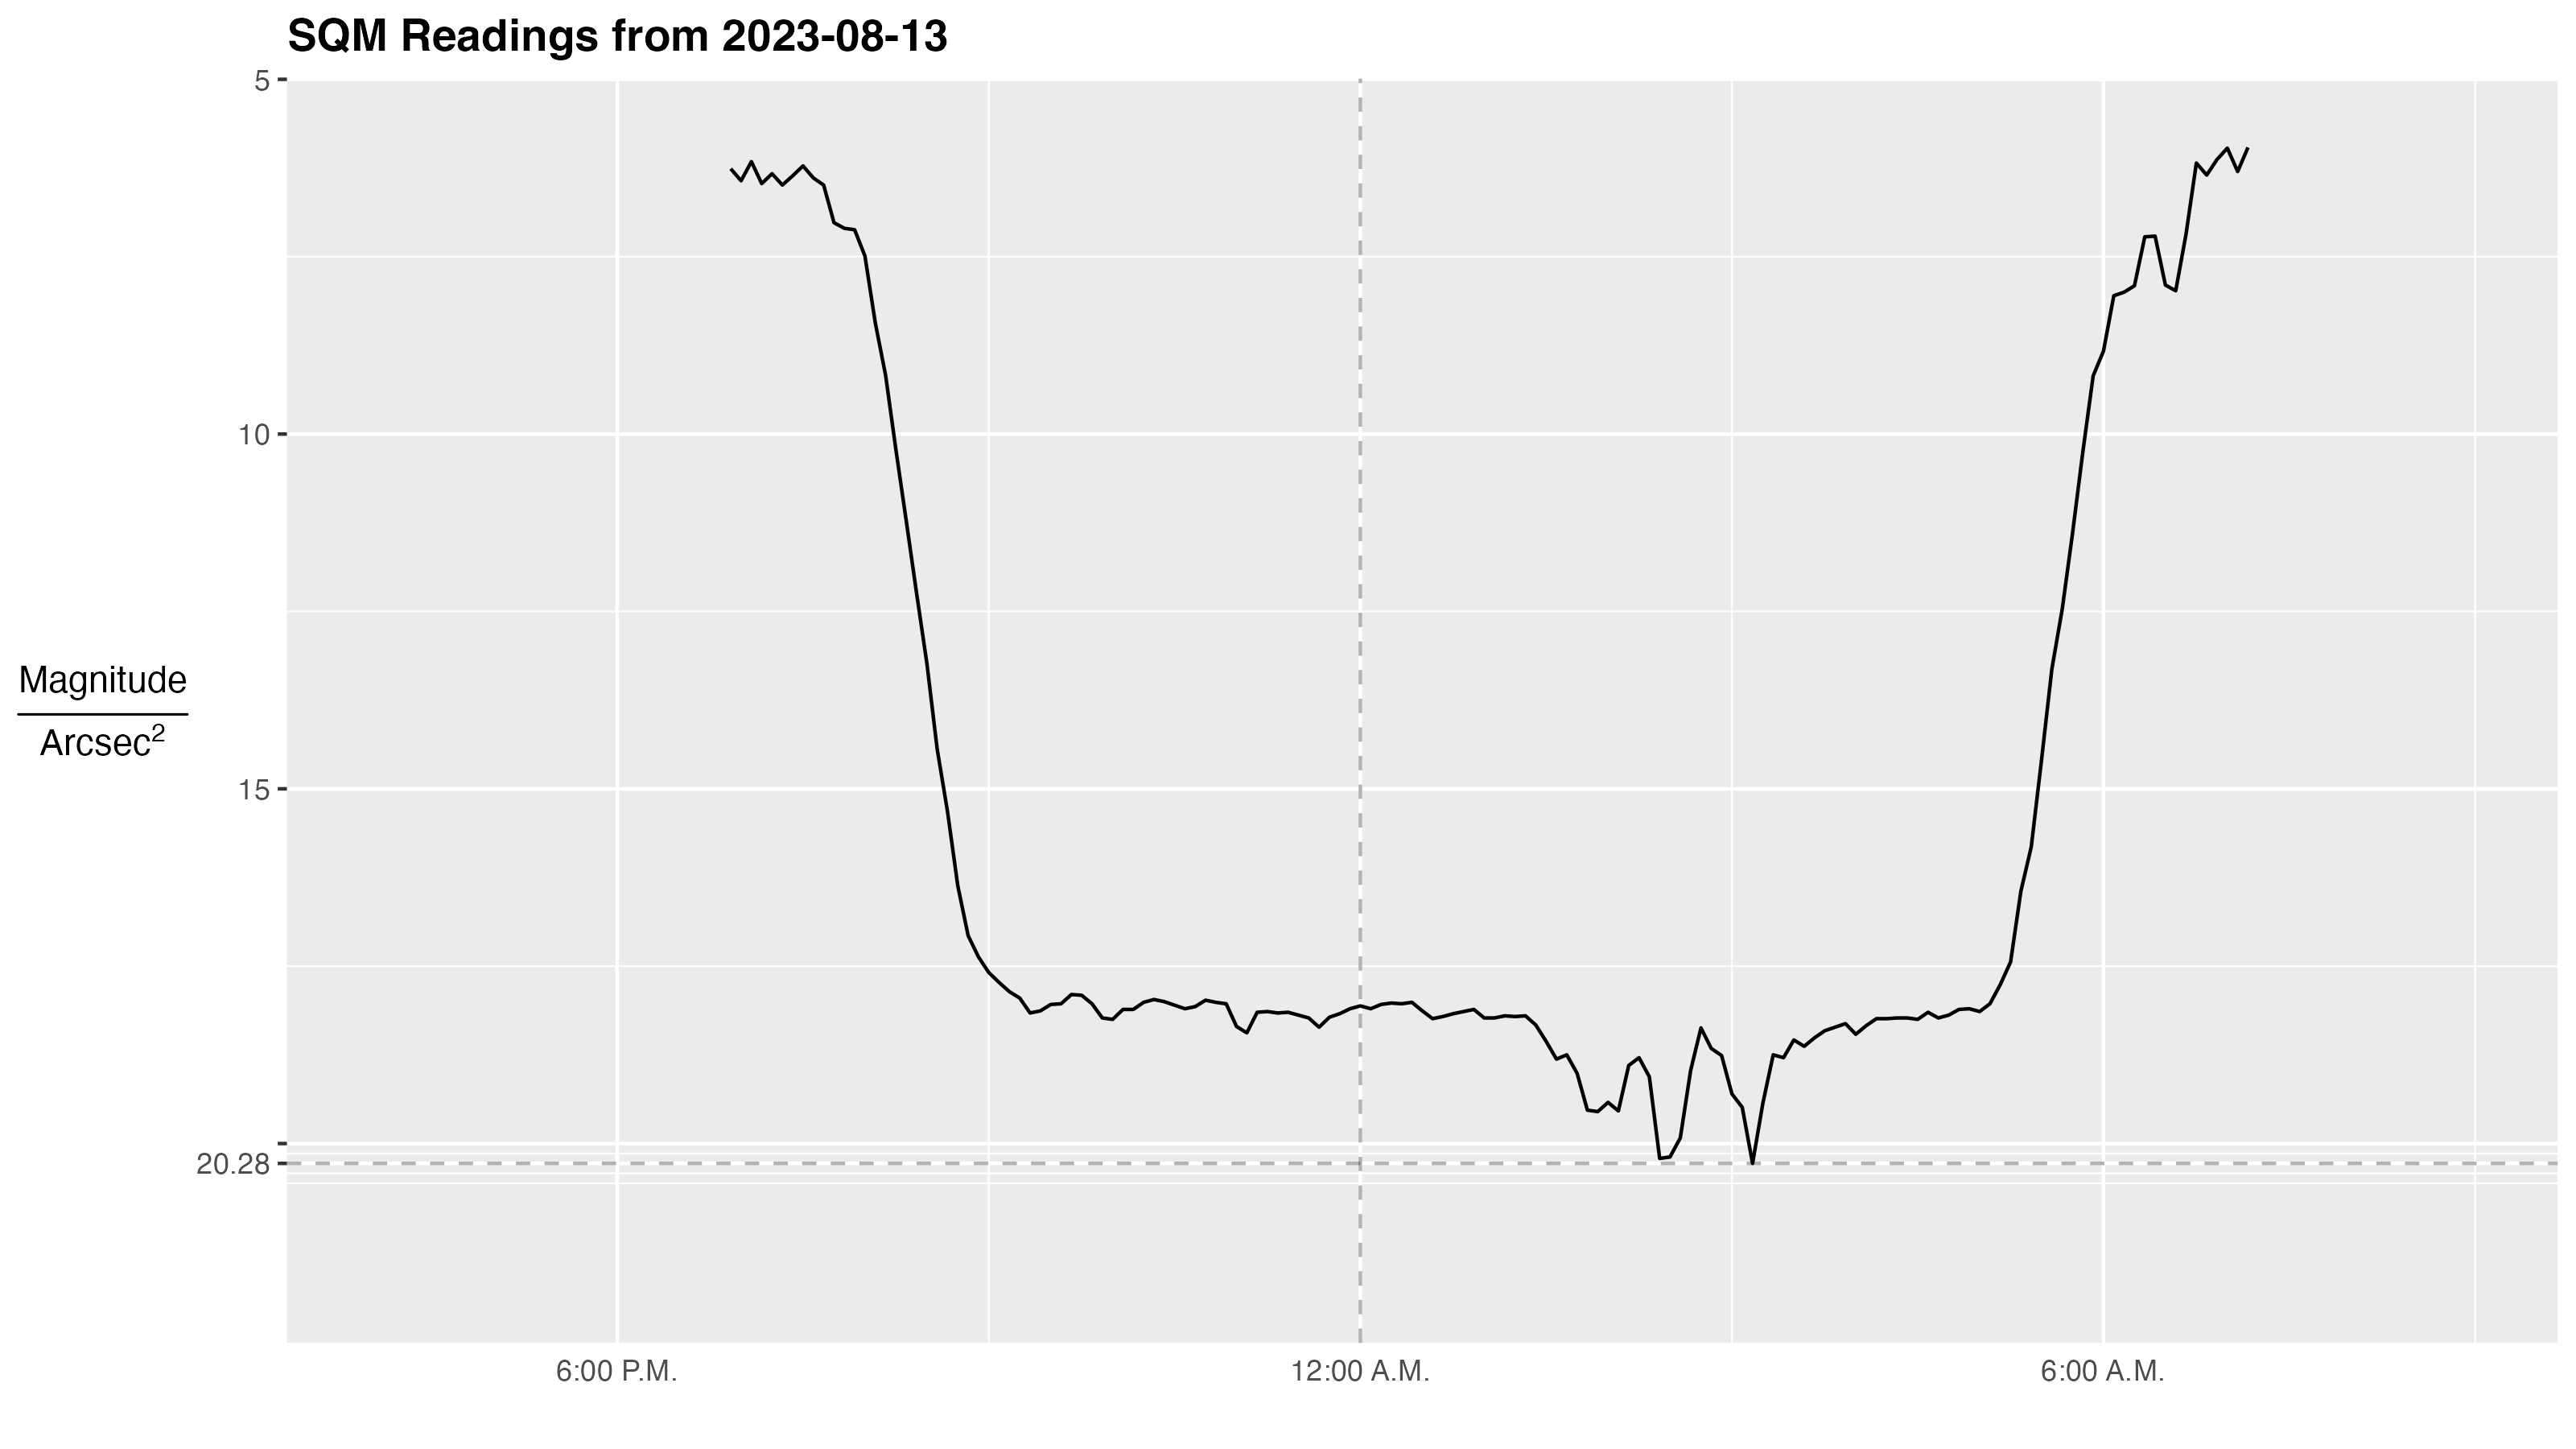 SQM Readings from 2023-08-13
5
10
15
20.28
Magnitude
Arcsec²
6:00 P.M.
12:00 A.M.
6:00 A.M.